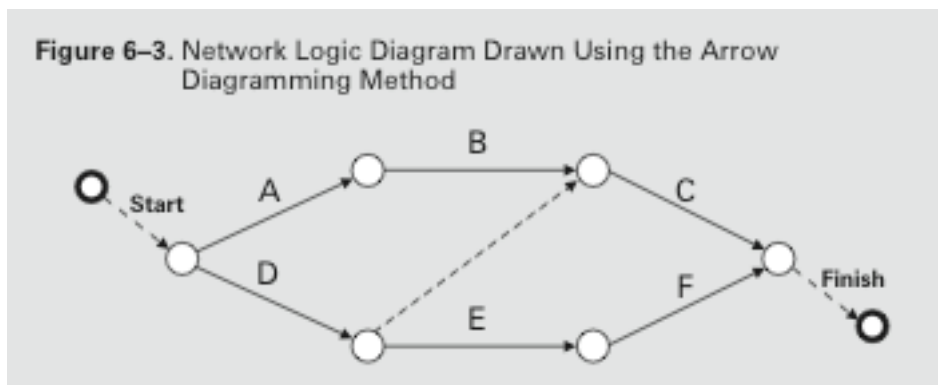 Figure 6–3. Network Logic Diagram Drawn Using the Arrow
Diagramming Method
B
A
Start
C
D
Finish
F
E